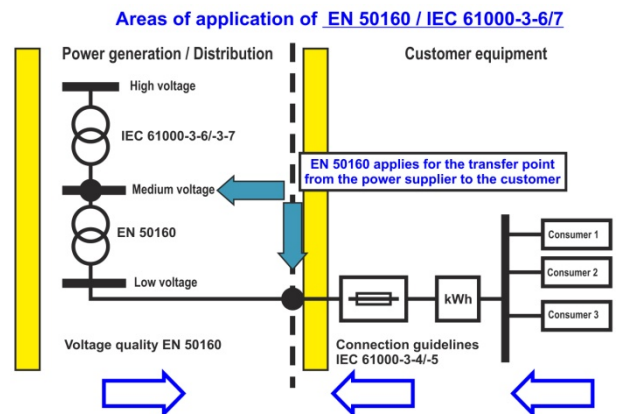 Areas of application of EN 50160 / IEC 61000-3-6/7
Power generation / Distribution
Customer equipment
High voltage
IEC 61000-3-6/-3-7
EN 50160 applies for the transfer point
from the power supplier to the customer
Medium voltage
EN 50160
Consumer 1
Consumer 2
Low voltage
kWh
Consumer 3
Voltage quality EN 50160
Connection guidelines
IEC 61000-3-4/-5